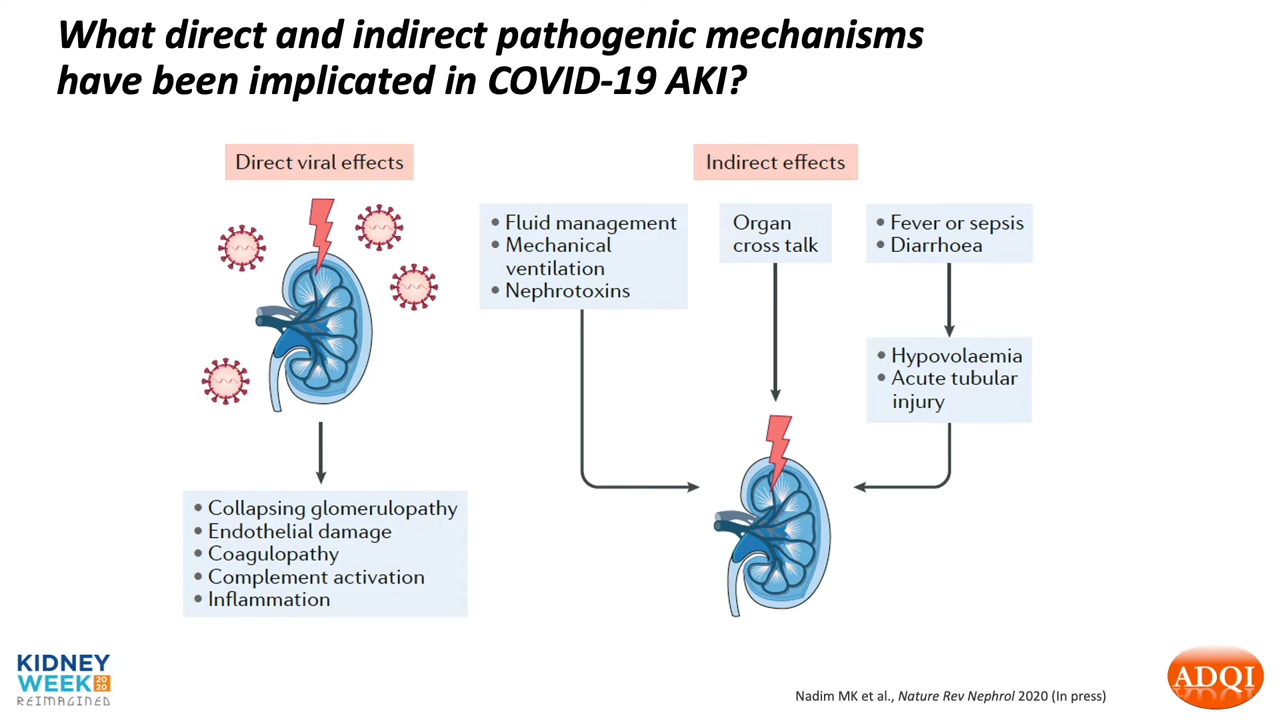 What direct and indirect pathogenic mechanisms
have been implicated in COVID-19 AKI?
Direct viral effects
• Collapsing glomerulopathy
• Endothelial damage
• Coagulopathy
• Complement activation
• Inflammation
Indirect effects
• Fluid management
• Mechanical
ventilation
• Nephrotoxins
Organ
cross talk
• Fever or sepsis
• Diarrhoea
• Hypovolaemia
• Acute tubular
injury
KIDNEY
WEEK 20
20
REIMAGINED
Nadim MK et al., Nature Rev Nephrol 2020 (In press)
ADQI